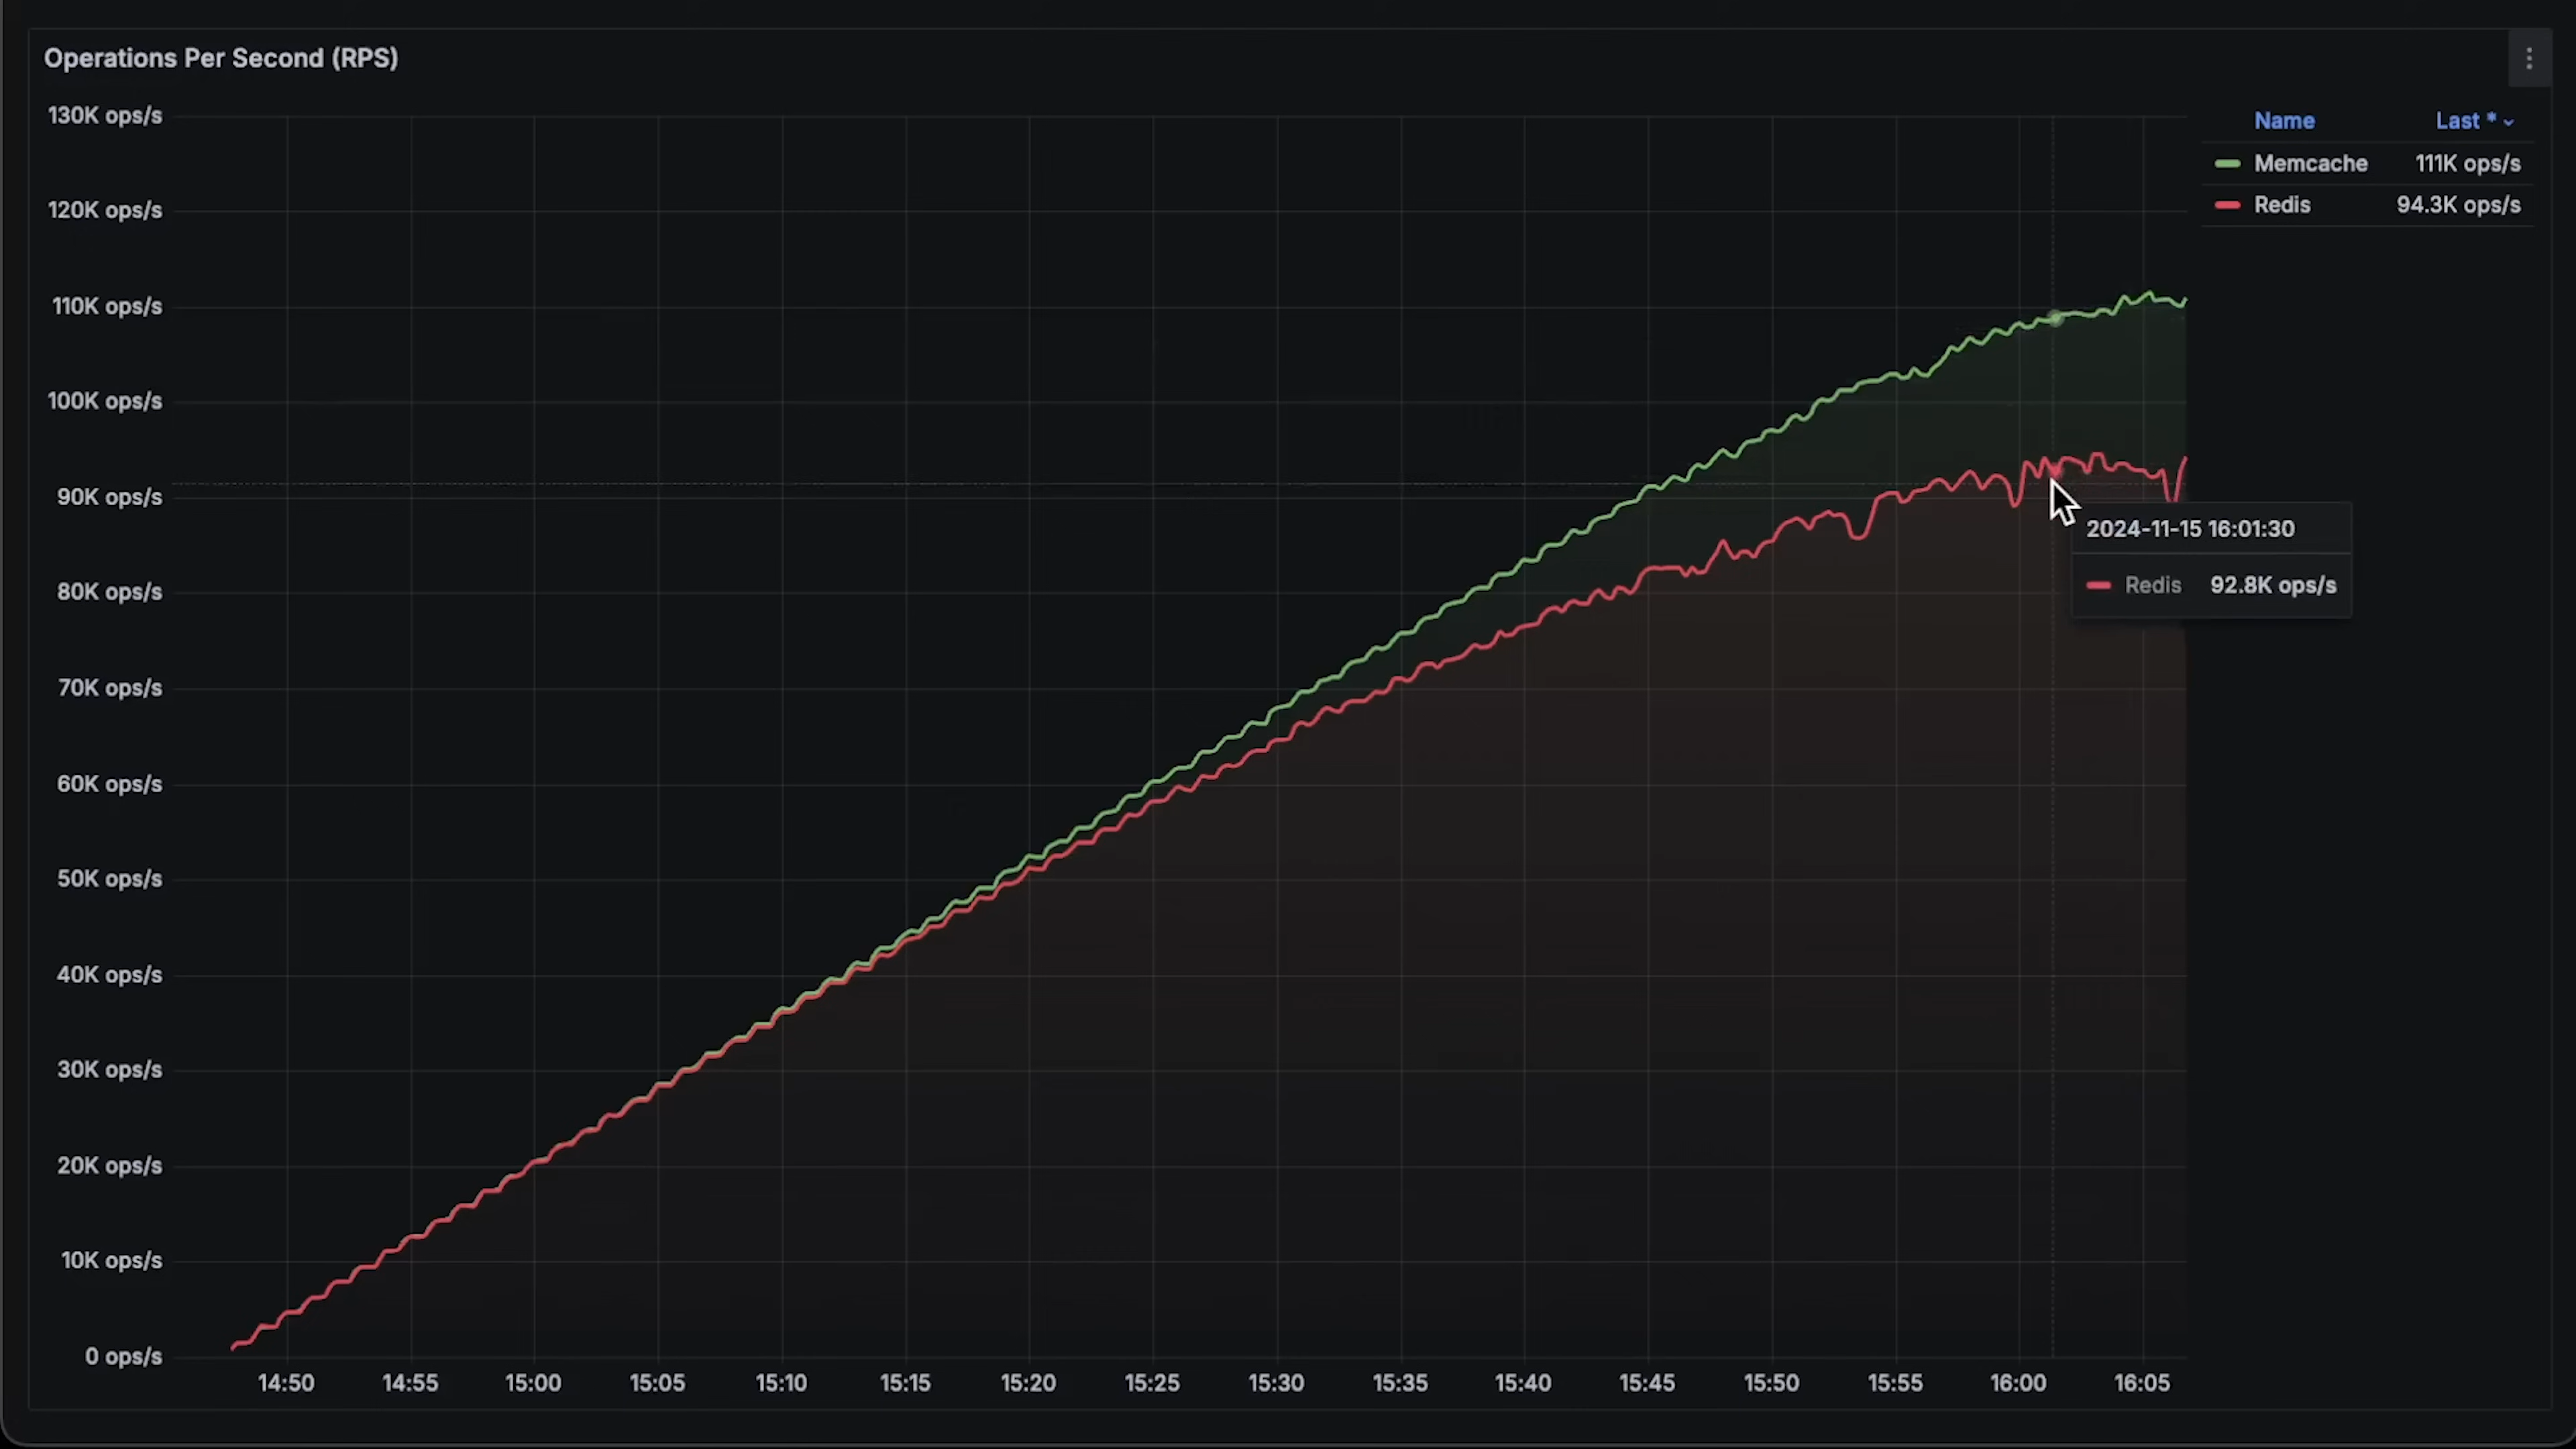 Operations Per Second (RPS)
130K ops/s
120K ops/s
110K ops/s
100K ops/s
90K ops/s
80K ops/s
70K ops/s
60K ops/s
50K ops/s
40K ops/s
30K ops/s
20K ops/s
10K ops/s
0 ops/s
14:50 14:55 15:00 15:05 15:10 15:15 15:20 15:25 15:30 15:35 15:40 15:45 15:50 15:55 16:00 16:05
Name Last *
Memcache 111K ops/s
Redis 94.3K ops/s
2024-11-15 16:01:30
Redis 92.8K ops/s